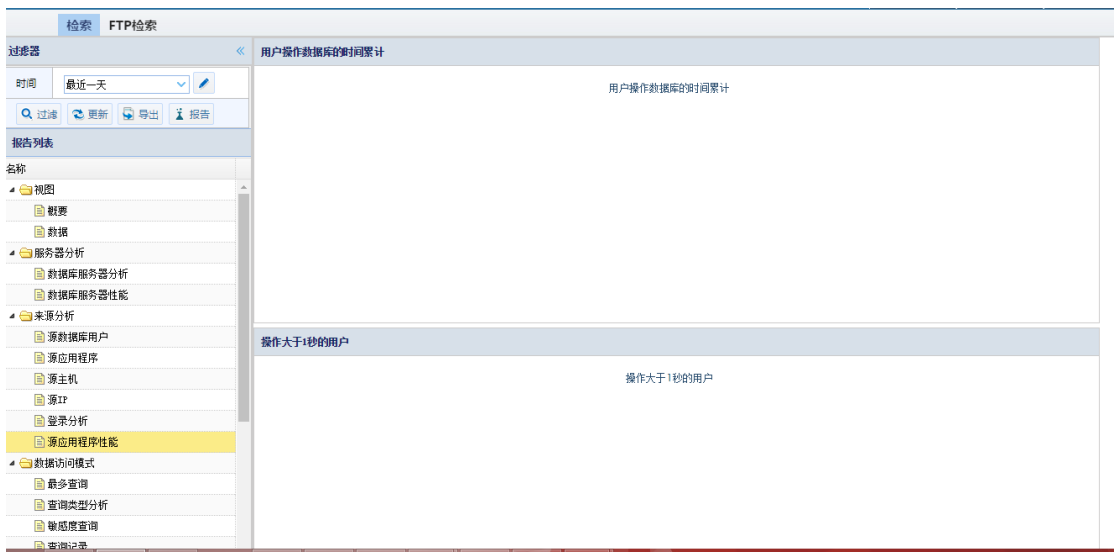 检索 FTP检索
过滤器
时间 最近一天
过滤 更新 导出 报告
报告列表
名称
视图
概要
数据
服务器分析
数据库服务器分析
数据库服务器性能
来源分析
源数据库用户
源应用程序
源主机
源IP
登录分析
源应用程序性能
数据访问模式
最多查询
查询类型分析
敏感度查询
查询记录
用户操作数据库的时间累计
用户操作数据库的时间累计
操作大于1秒的用户
操作大于1秒的用户